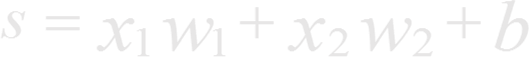 s = x₁w₁ + x₂w₂ + b